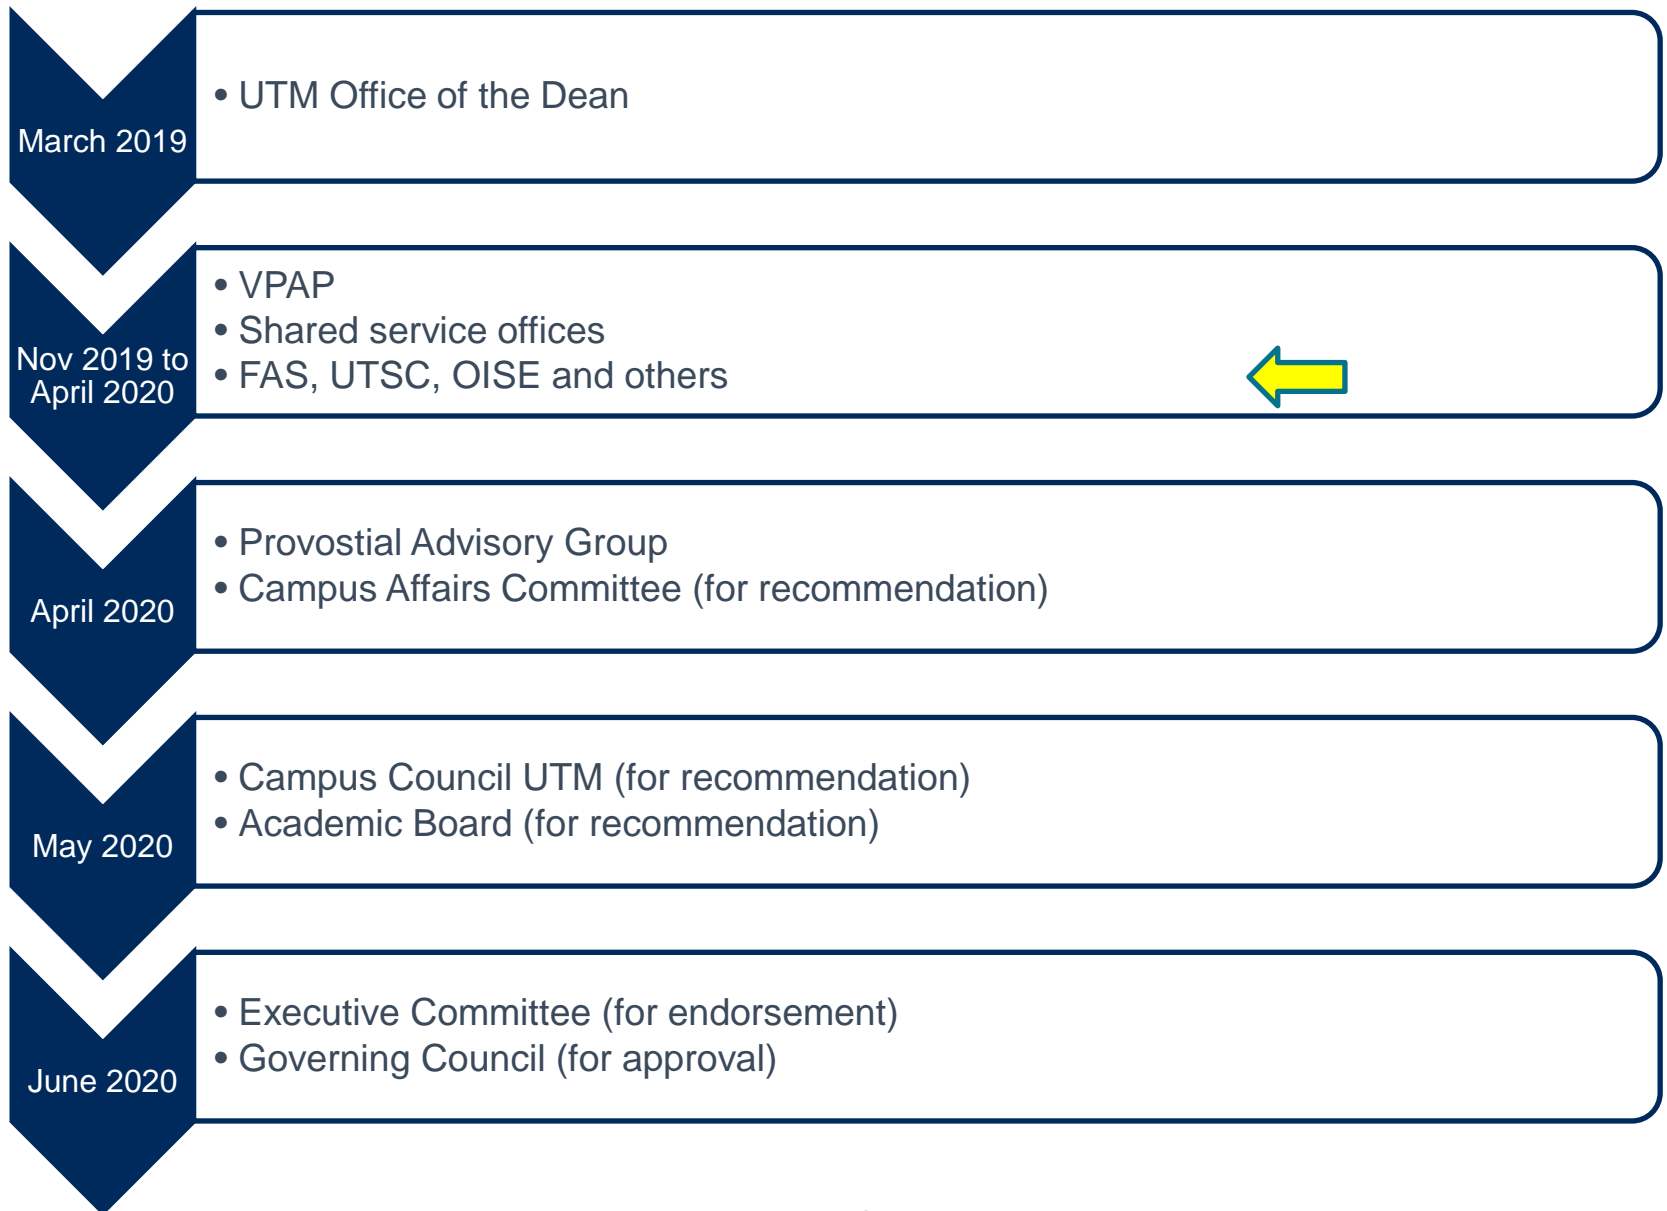 March 2019
• UTM Office of the Dean
Nov 2019 to
April 2020
• VPAP
• Shared service offices
• FAS, UTSC, OISE and others
April 2020
• Provostial Advisory Group
• Campus Affairs Committee (for recommendation)
May 2020
• Campus Council UTM (for recommendation)
• Academic Board (for recommendation)
June 2020
• Executive Committee (for endorsement)
• Governing Council (for approval)